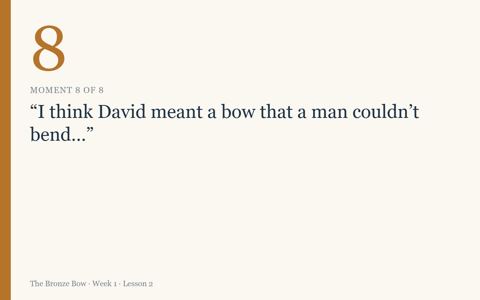 8
MOMENT 8 OF 8
“I think David meant a bow that a man couldn’t
bend...”
The Bronze Bow · Week 1 · Lesson 2